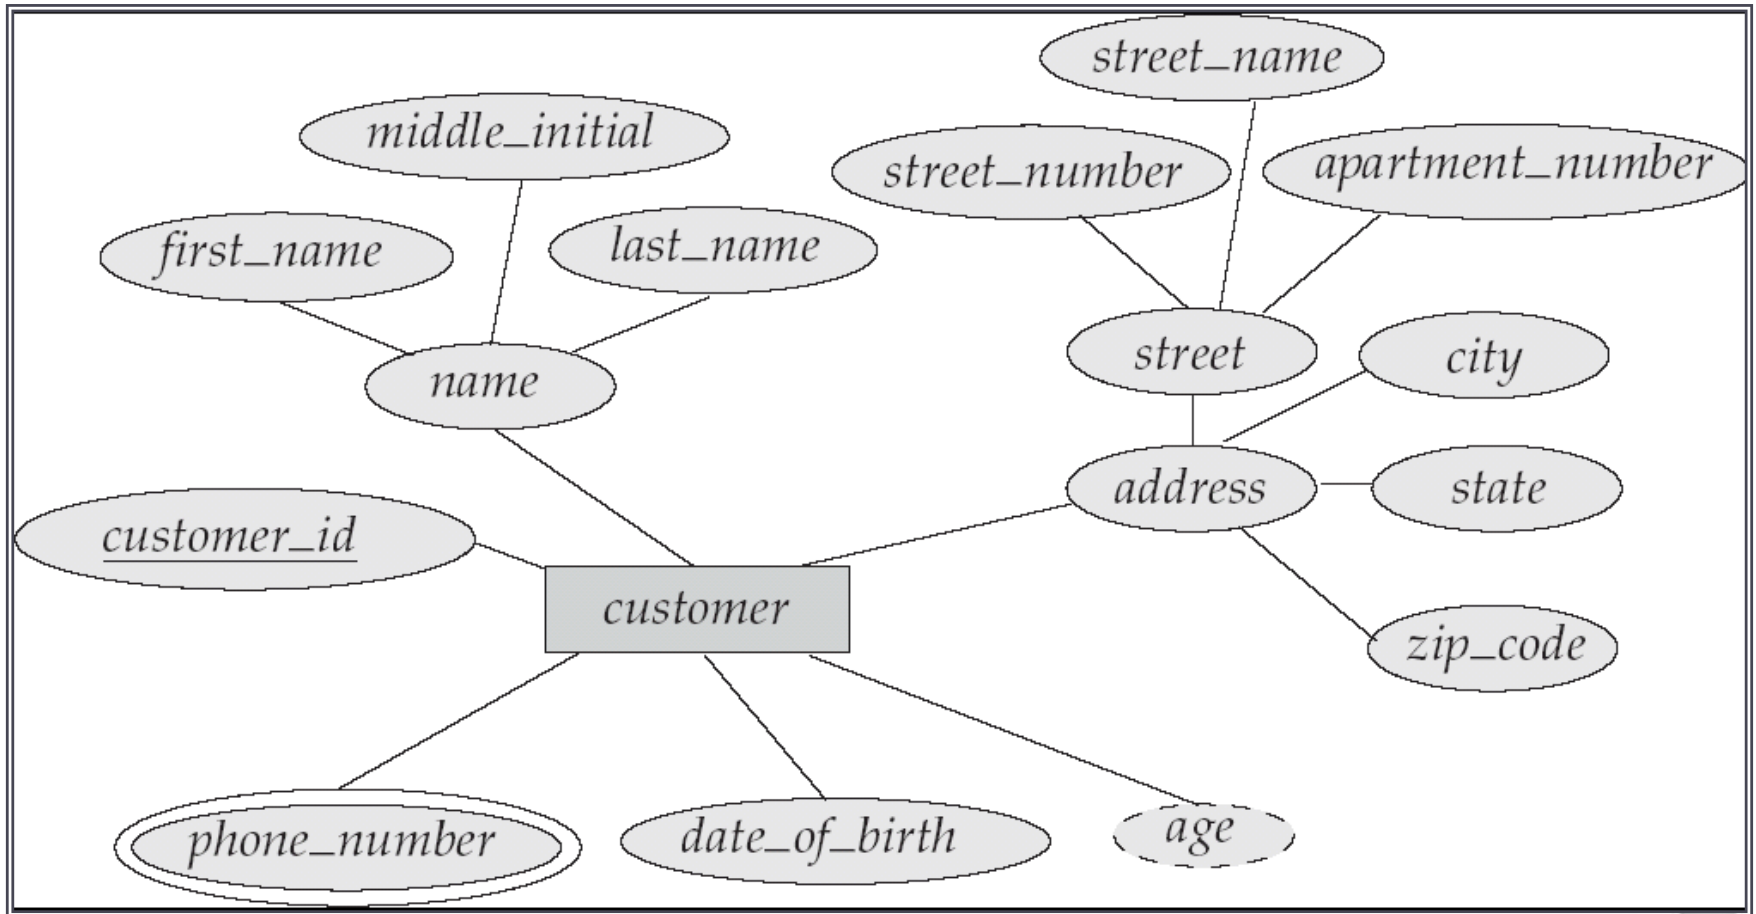 street_name
middle_initial
street_number
apartment_number
first_name
last_name
street
city
name
address
state
customer_id
customer
zip_code
phone_number
date_of_birth
age